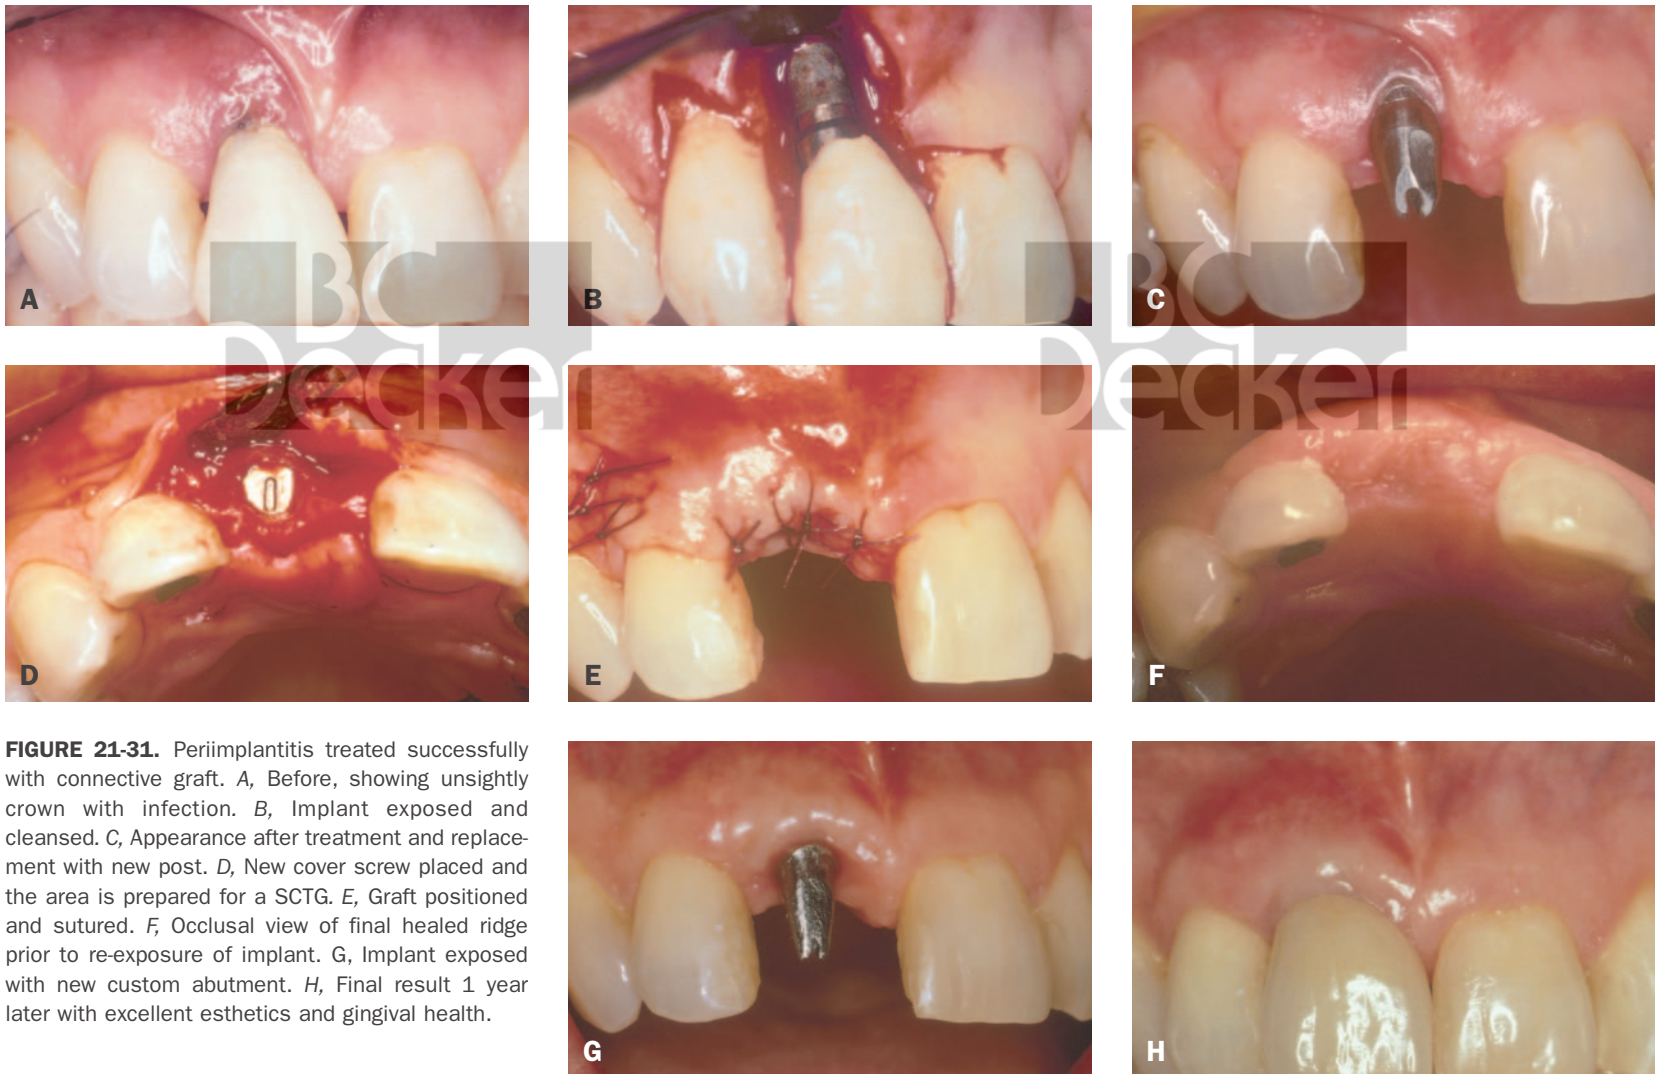 A
B
C
BC
Decker
BC
Decker
D
E
F
FIGURE 21-31. Periimplantitis treated successfully
with connective graft. A, Before, showing unsightly
crown with infection. B, Implant exposed and
cleansed. C, Appearance after treatment and replace-
ment with new post. D, New cover screw placed and
the area is prepared for a SCTG. E, Graft positioned
and sutured. F, Occlusal view of final healed ridge
prior to re-exposure of implant. G, Implant exposed
with new custom abutment. H, Final result 1 year
later with excellent esthetics and gingival health.
G
H